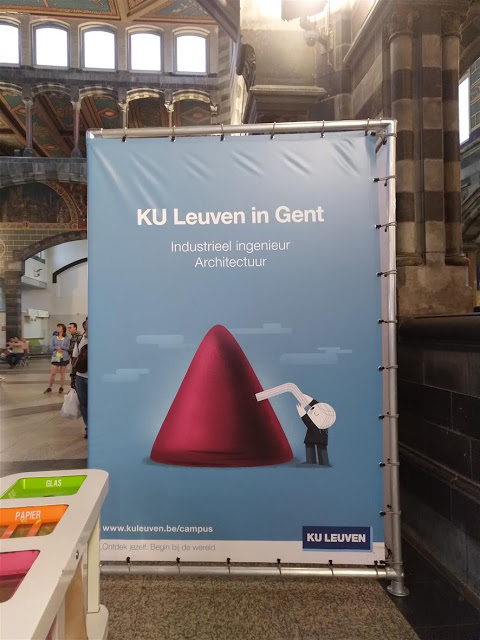 KU Leuven in Gent
Industrieel ingenieur
Architectuur
GLAS
PAPIER
www.kuleuven.be/campus
KU LEUVEN
Ontdek jezelf. Begin bij de wereld